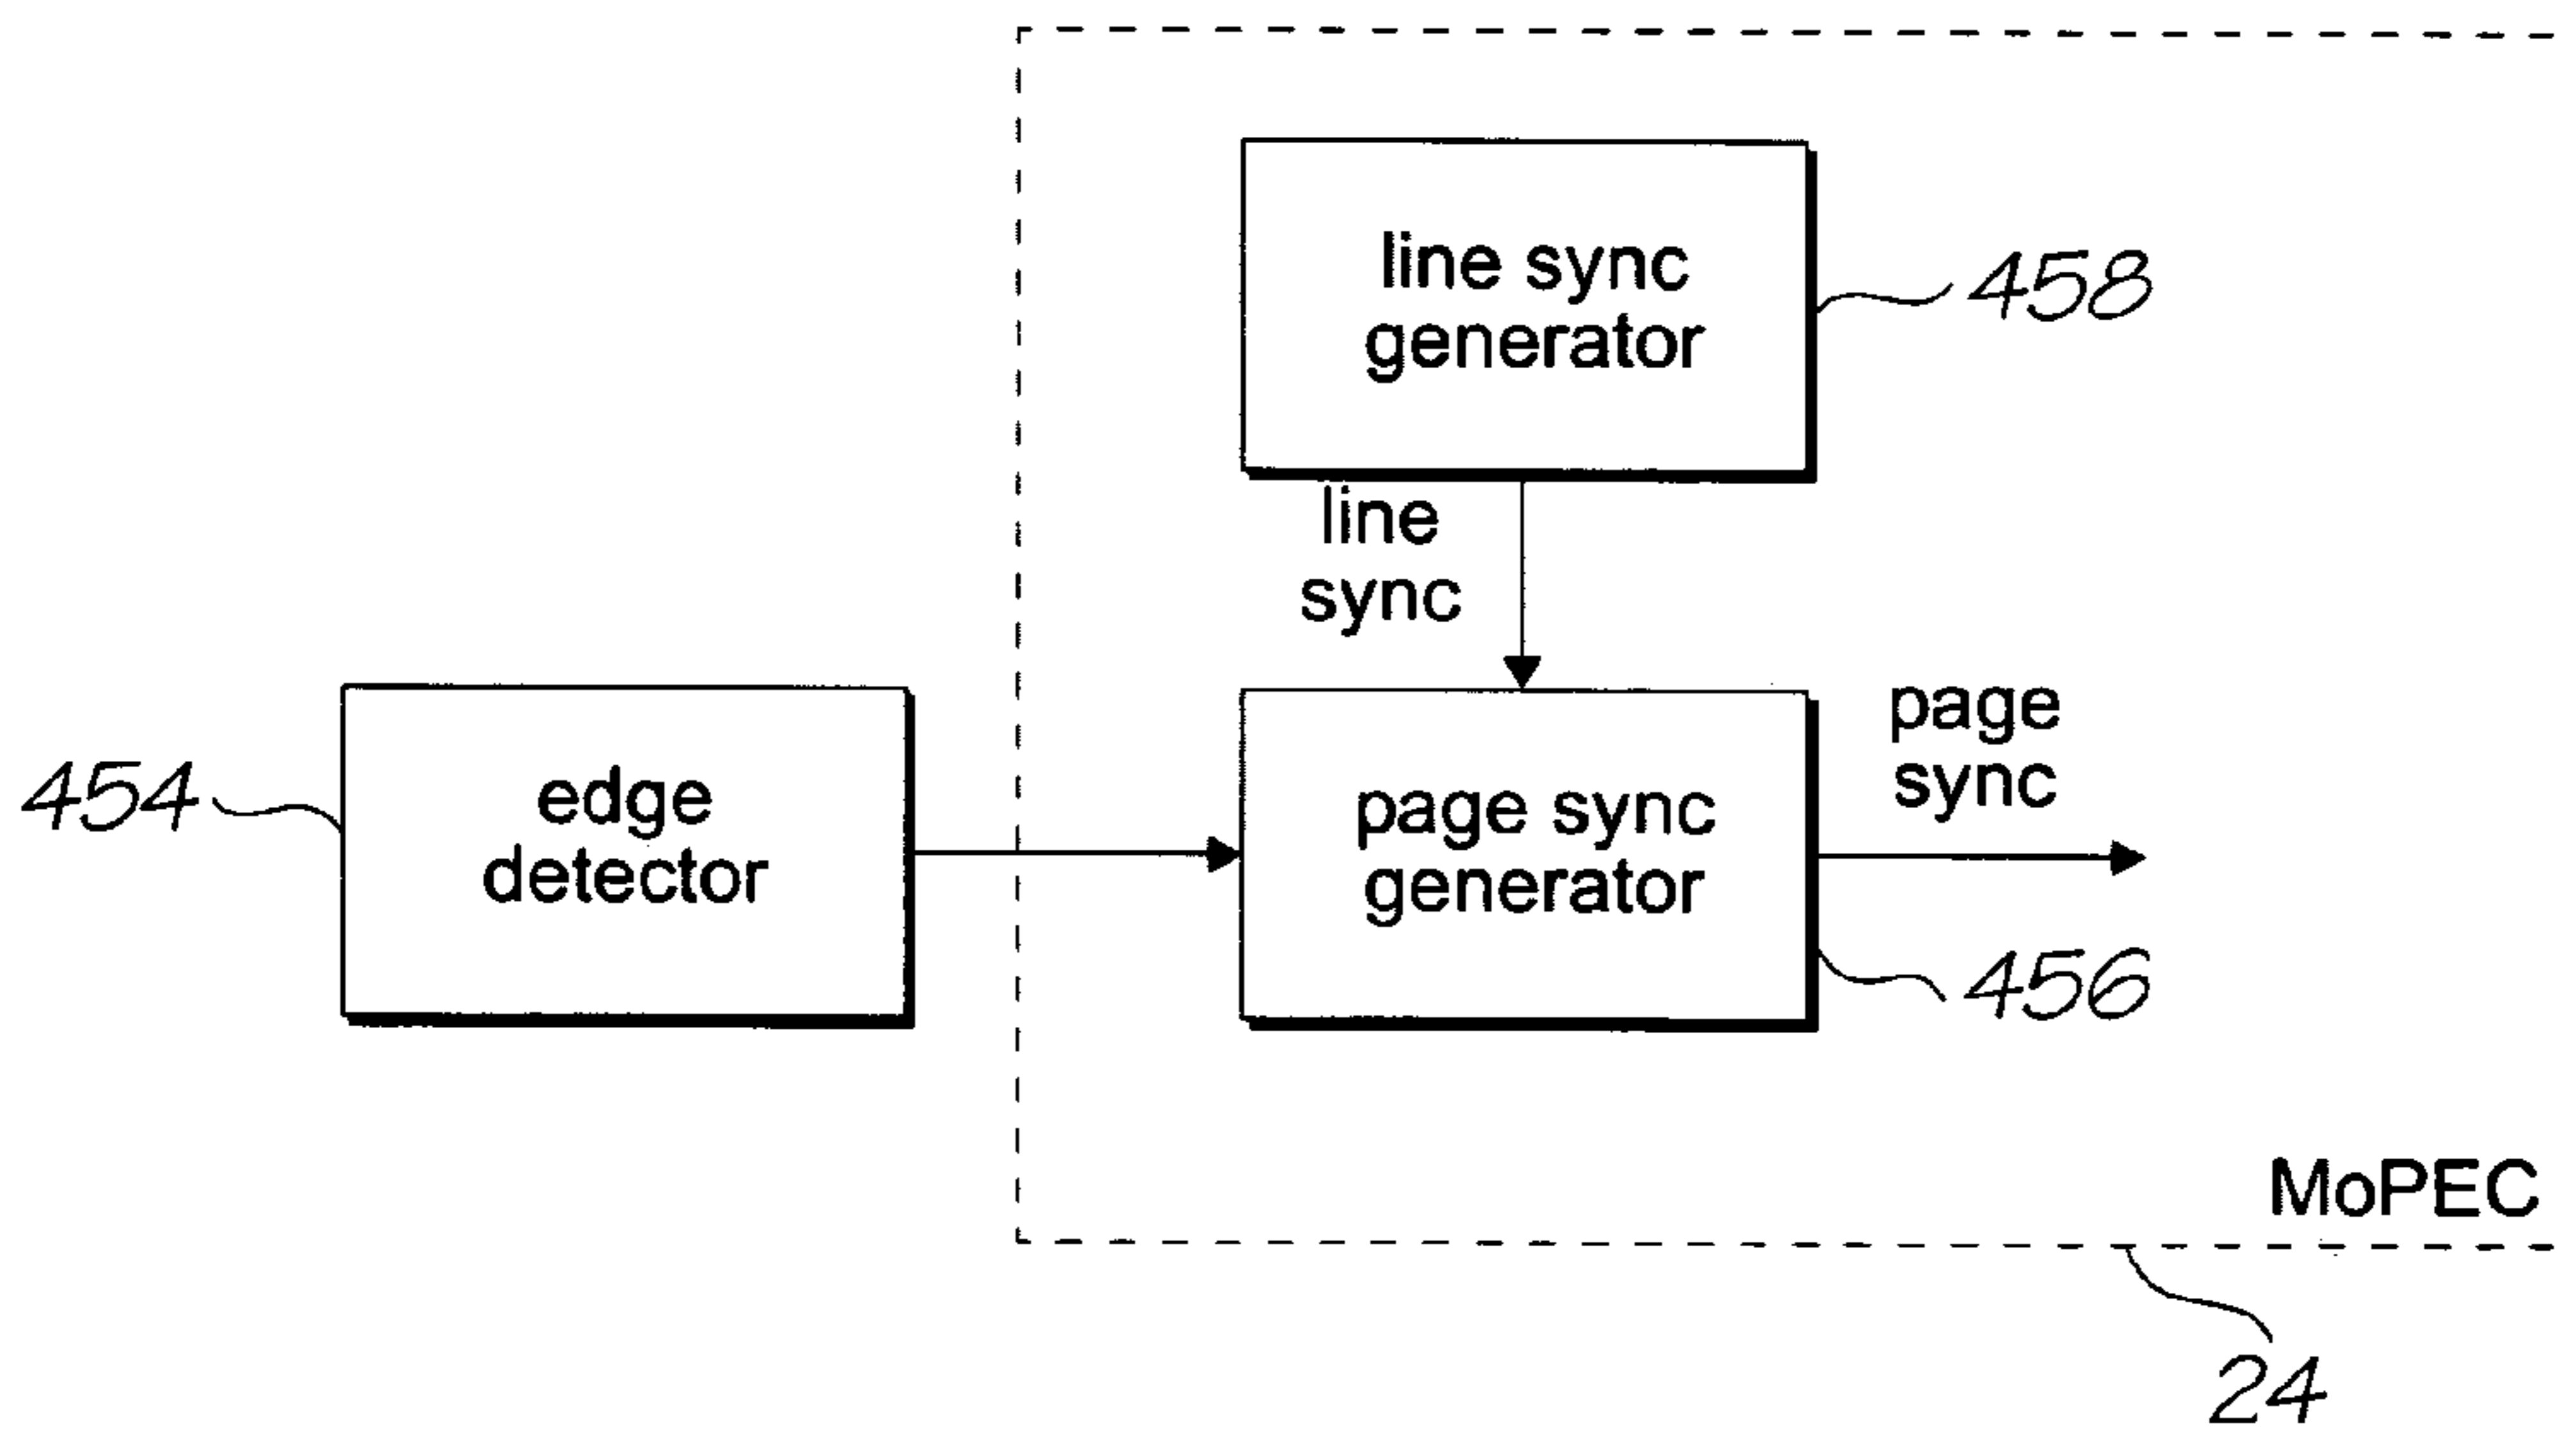 line sync
generator
458
line
sync
454
edge
detector
page sync
generator
page
sync
456
MoPEC
24